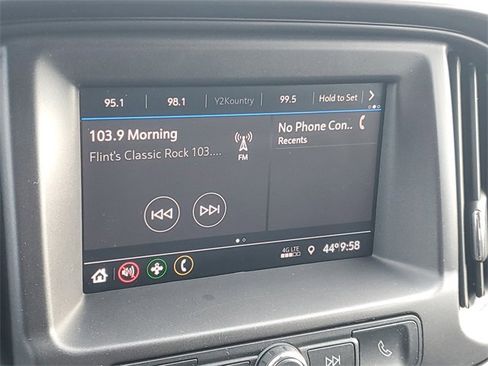 95.1 98.1 Y2Kountry 99.5 Hold to Set
103.9 Morning
Flint's Classic Rock 103....
FM
No Phone Con..
Recents
4G LTE
44° 9:58